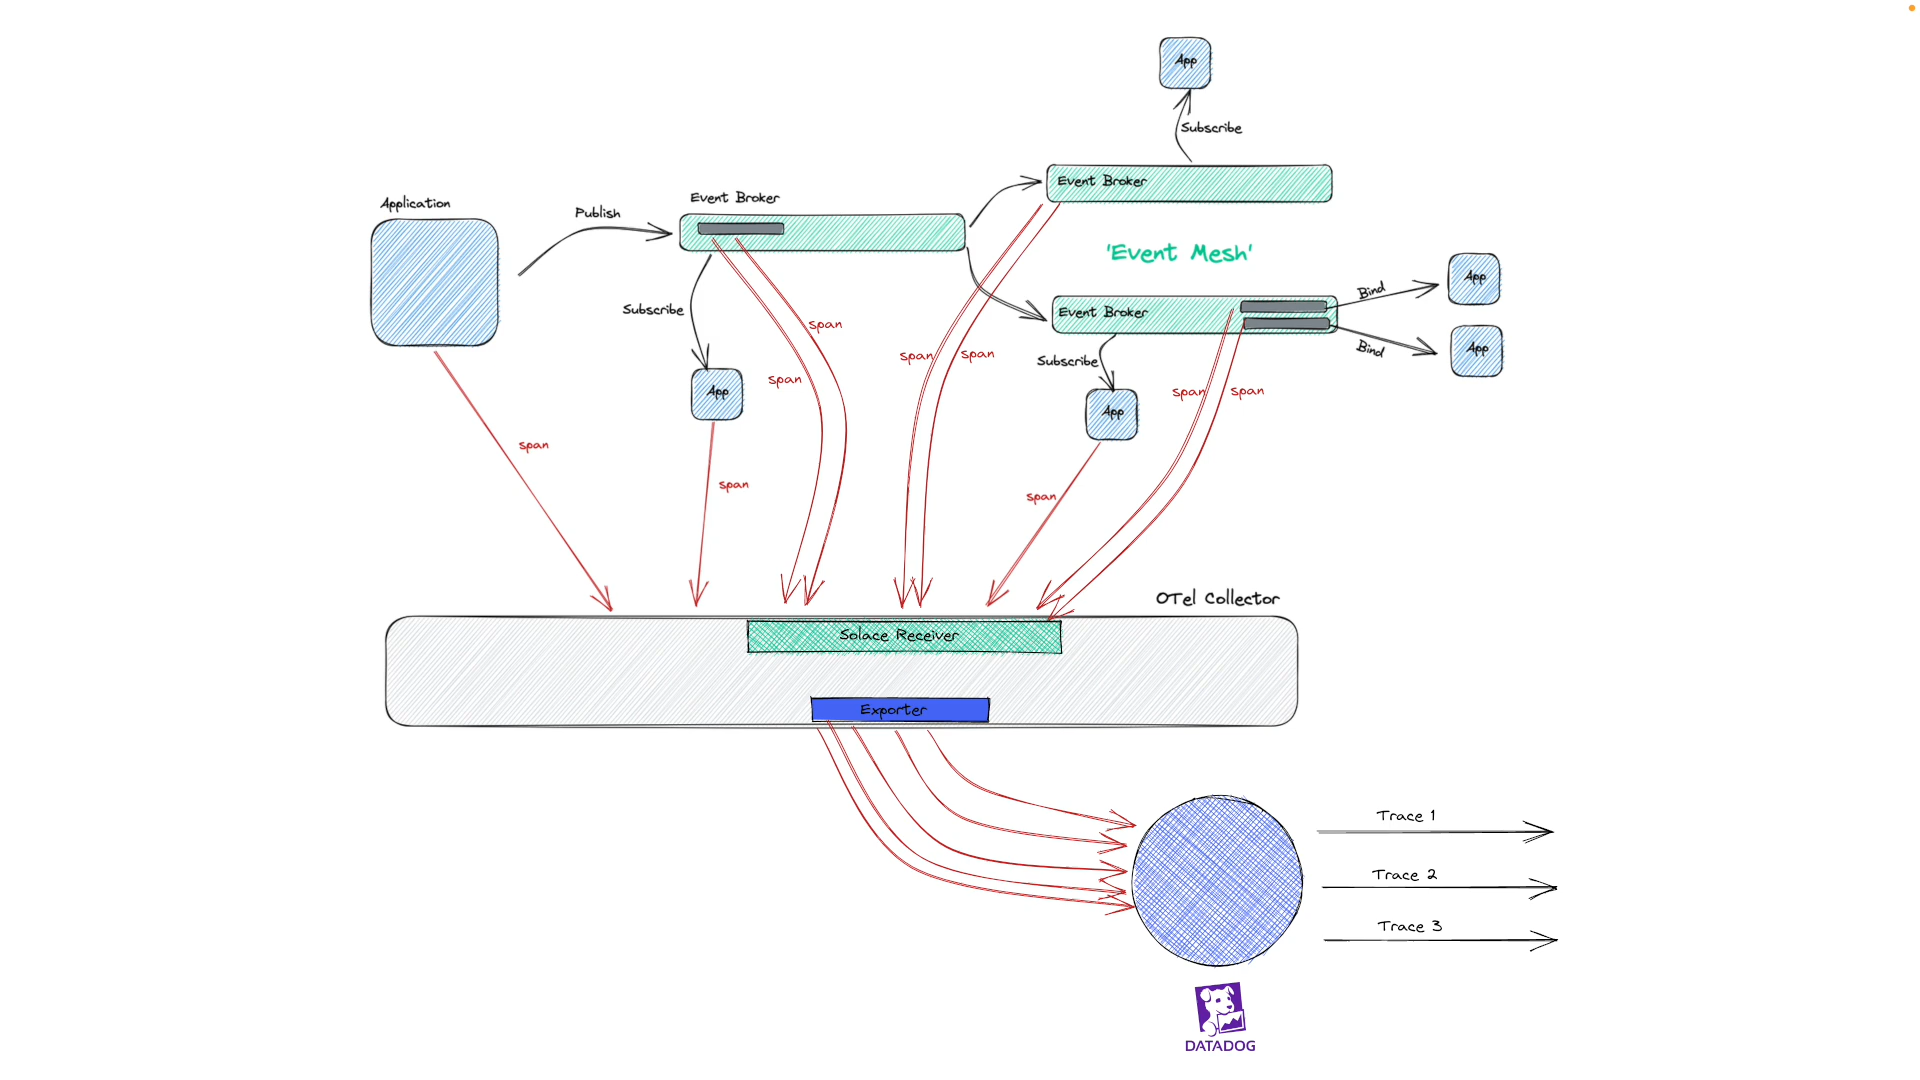 App
Subscribe
Event Broker
Application
Publish
Event Broker
'Event Mesh'
Subscribe
App
span
span
span
span
Event Broker
Bind
App
Bind
App
Subscribe
App
span
span
span
span
span
OTel Collector
Solace Receiver
Exporter
Trace 1
Trace 2
Trace 3
DATADOG